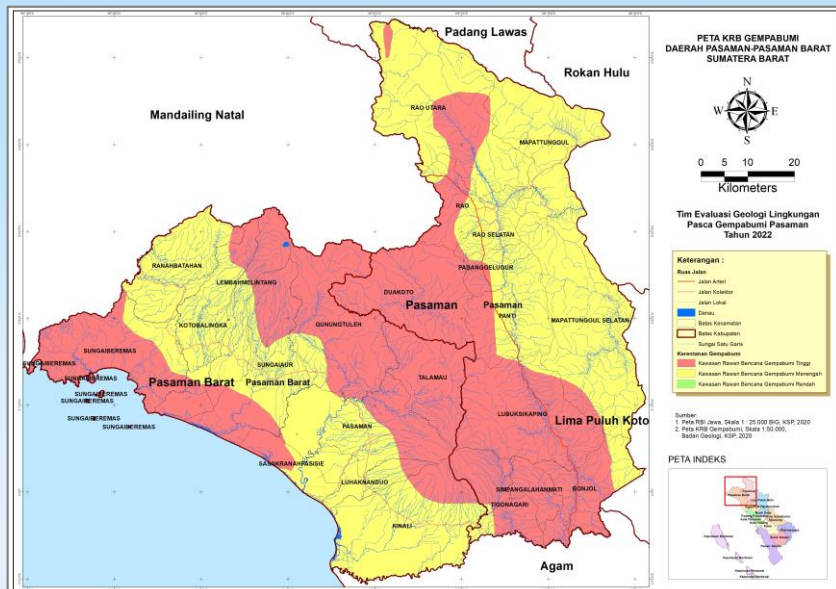 PETA KRB GEMPABUMI
DAERAH PASAMAN-PASAMAN BARAT
SUMATERA BARAT
N
W E
S
0 5 10 20
Kilometers
Tim Evaluasi Geologi Lingkungan
Pasca Gempabumi Pasaman
Tahun 2022
Keterangan :
Ruas Jalan
Jalan Arteri
Jalan Kolektor
Jalan Lokal
Danau
Batas Kecamatan
Batas Kabupaten
Sungai Satu Garis
Kerentanan Gempabumi
Kawasan Rawan Bencana Gempabumi Tinggi
Kawasan Rawan Bencana Gempabumi Menengah
Kawasan Rawan Bencana Gempabumi Rendah
Sumber:
1. Peta RBI Jawa, Skala 1 : 25.000 BIG, KSP, 2020
2. Peta KRB Gempabumi, Skala 1:50.000,
Badan Geologi, KSP, 2020
PETA INDEKS
Padang Lawas
Rokan Hulu
Mandailing Natal
RAO UTARA
MAPATTUNGGUL
RAO
RAO SELATAN
PADANGGELUGUR
RANAHBATAHAN
LEMBAHMELINTANG
DUAKOTO
Pasaman
Pasaman
PANTI
MAPATTUNGGUL SELATAN
KOTOBALINGKA
GUNUNGTULEH
SUNGAIBEREMAS
SUNGAIAUR
SUNGAIBEREMAS
Pasaman Barat
Pasaman Barat
TALAMAU
SUNGAIBEREMAS
SUNGAIBEREMAS
SUNGAIBEREMAS
SUNGAIBEREMAS
LUBUKSIKAPING
Lima Puluh Koto
PASAMAN
SASAKRANAHPASISIE
LUHAKNANDUO
SIMPANGALAHANMATI
BONJOL
TIGONAGARI
KINALI
Agam